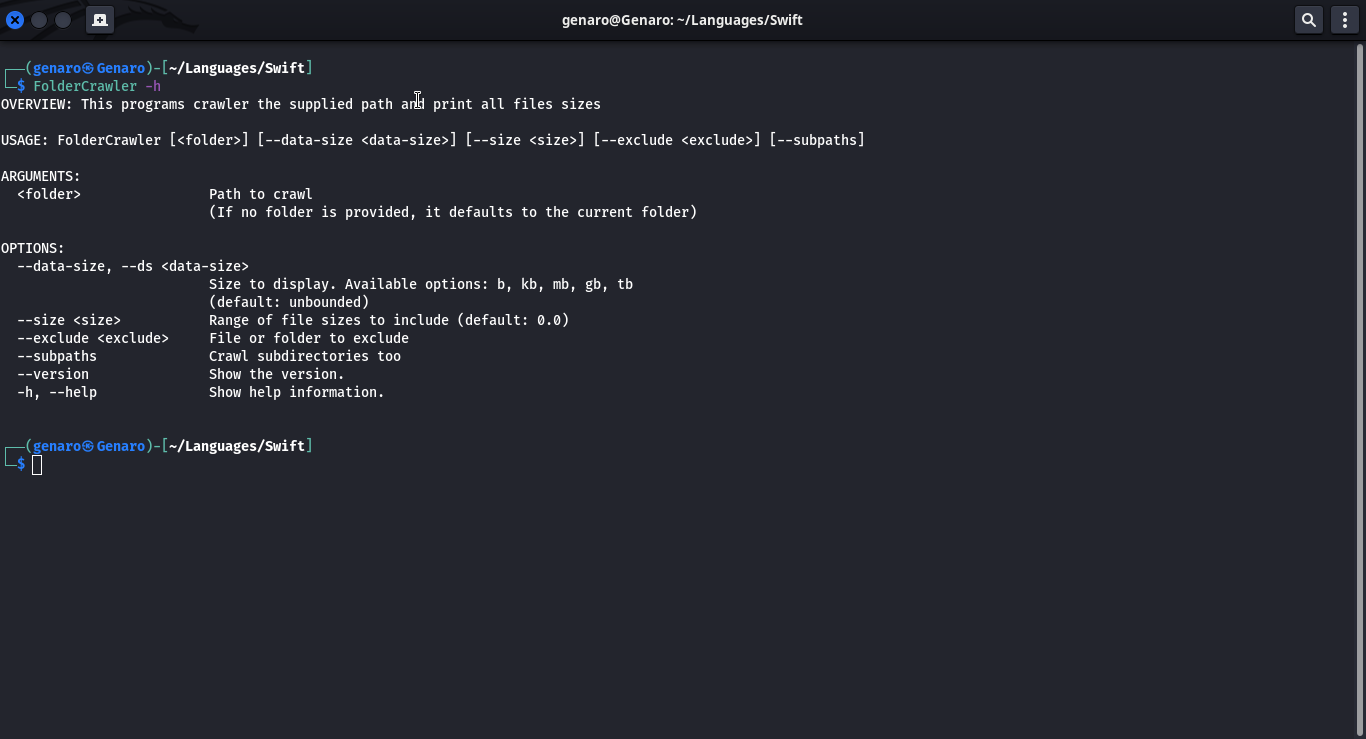 genaro@Genaro: ~/Languages/Swift
┌──(genaro㉿Genaro)-[~/Languages/Swift]
└─$ FolderCrawler -h
OVERVIEW: This programs crawler the supplied path and print all files sizes
USAGE: FolderCrawler [<folder>] [--data-size <data-size>] [--size <size>] [--exclude <exclude>] [--subpaths]
ARGUMENTS:
<folder> Path to crawl
(If no folder is provided, it defaults to the current folder)
OPTIONS:
--data-size, --ds <data-size>
Size to display. Available options: b, kb, mb, gb, tb
(default: unbounded)
--size <size> Range of file sizes to include (default: 0.0)
--exclude <exclude> File or folder to exclude
--subpaths Crawl subdirectories too
--version Show the version.
-h, --help Show help information.
┌──(genaro㉿Genaro)-[~/Languages/Swift]
└─$